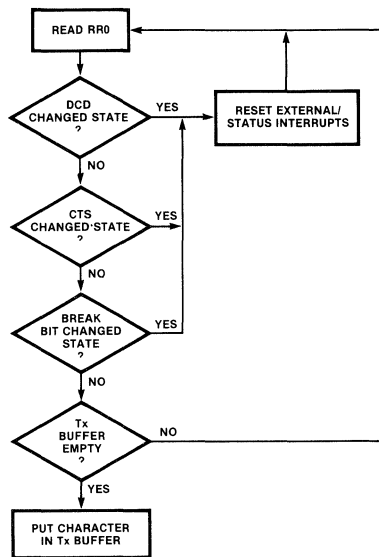 READ RR0
DCD
CHANGED STATE
?
YES
RESET EXTERNAL/
STATUS INTERRUPTS
NO
CTS
CHANGED STATE
?
YES
NO
BREAK
BIT CHANGED
STATE
?
YES
NO
Tx
BUFFER
EMPTY
?
NO
YES
PUT CHARACTER
IN Tx BUFFER